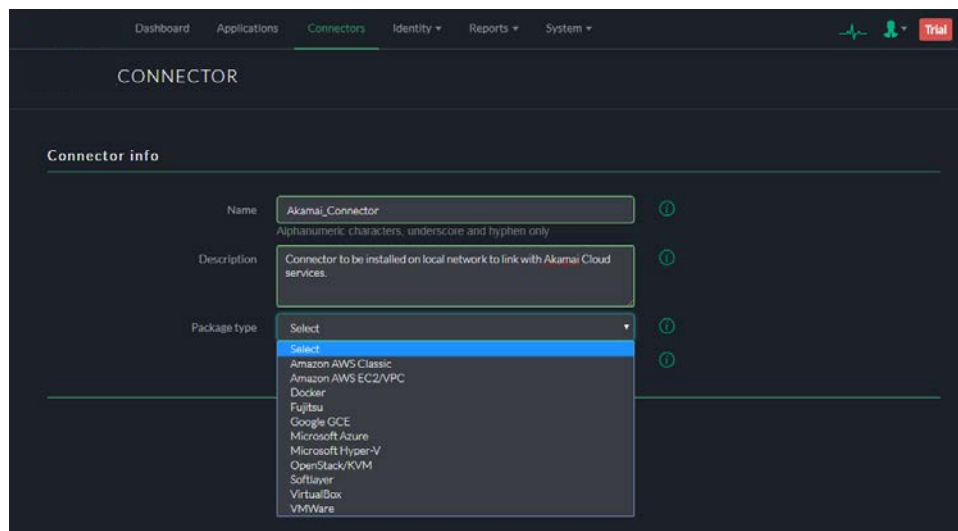 Dashboard Applications Connectors Identity Reports System Trial
CONNECTOR
Connector info
Name Akamai_Connector
Alphanumeric characters, underscore and hyphen only
Description Connector to be installed on local network to link with Akamai Cloud
services.
Package type Select
Select
Amazon AWS Classic
Amazon AWS EC2/VPC
Docker
Fujitsu
Google GCE
Microsoft Azure
Microsoft Hyper-V
OpenStack/KVM
Softlayer
VirtualBox
VMWare